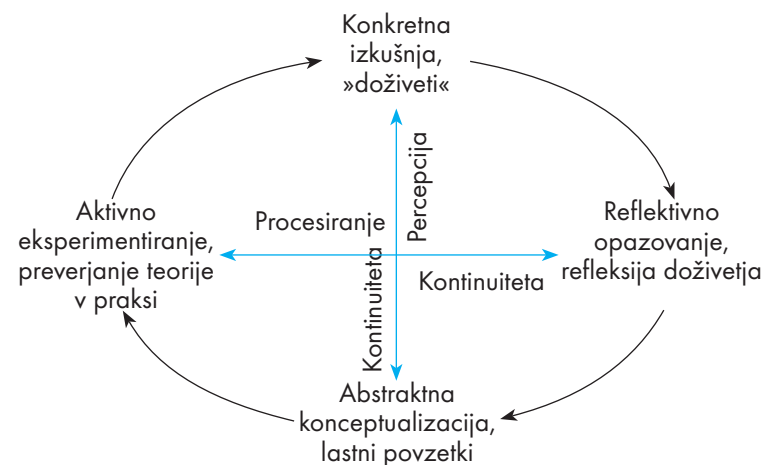 Konkretna
izkušnja,
»doživeti«
Percepcija
Procesiranje
Aktivno
eksperimentiranje,
preverjanje teorije
v praksi
Reflektivno
opazovanje,
refleksija doživetja
Kontinuiteta
Kontinuiteta
Abstraktna
konceptualizacija,
lastni povzetki